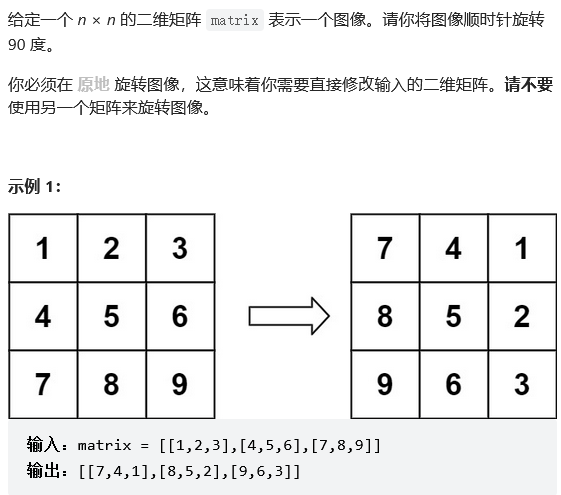 给定一个 n × n 的二维矩阵 matrix 表示一个图像。请你将图像顺时针旋转
90 度。
你必须在 原地 旋转图像，这意味着你需要直接修改输入的二维矩阵。请不要
使用另一个矩阵来旋转图像。
示例 1：
1 2 3 7 4 1
4 5 6 8 5 2
7 8 9 9 6 3
输入：matrix = [[1,2,3],[4,5,6],[7,8,9]]
输出：[[7,4,1],[8,5,2],[9,6,3]]